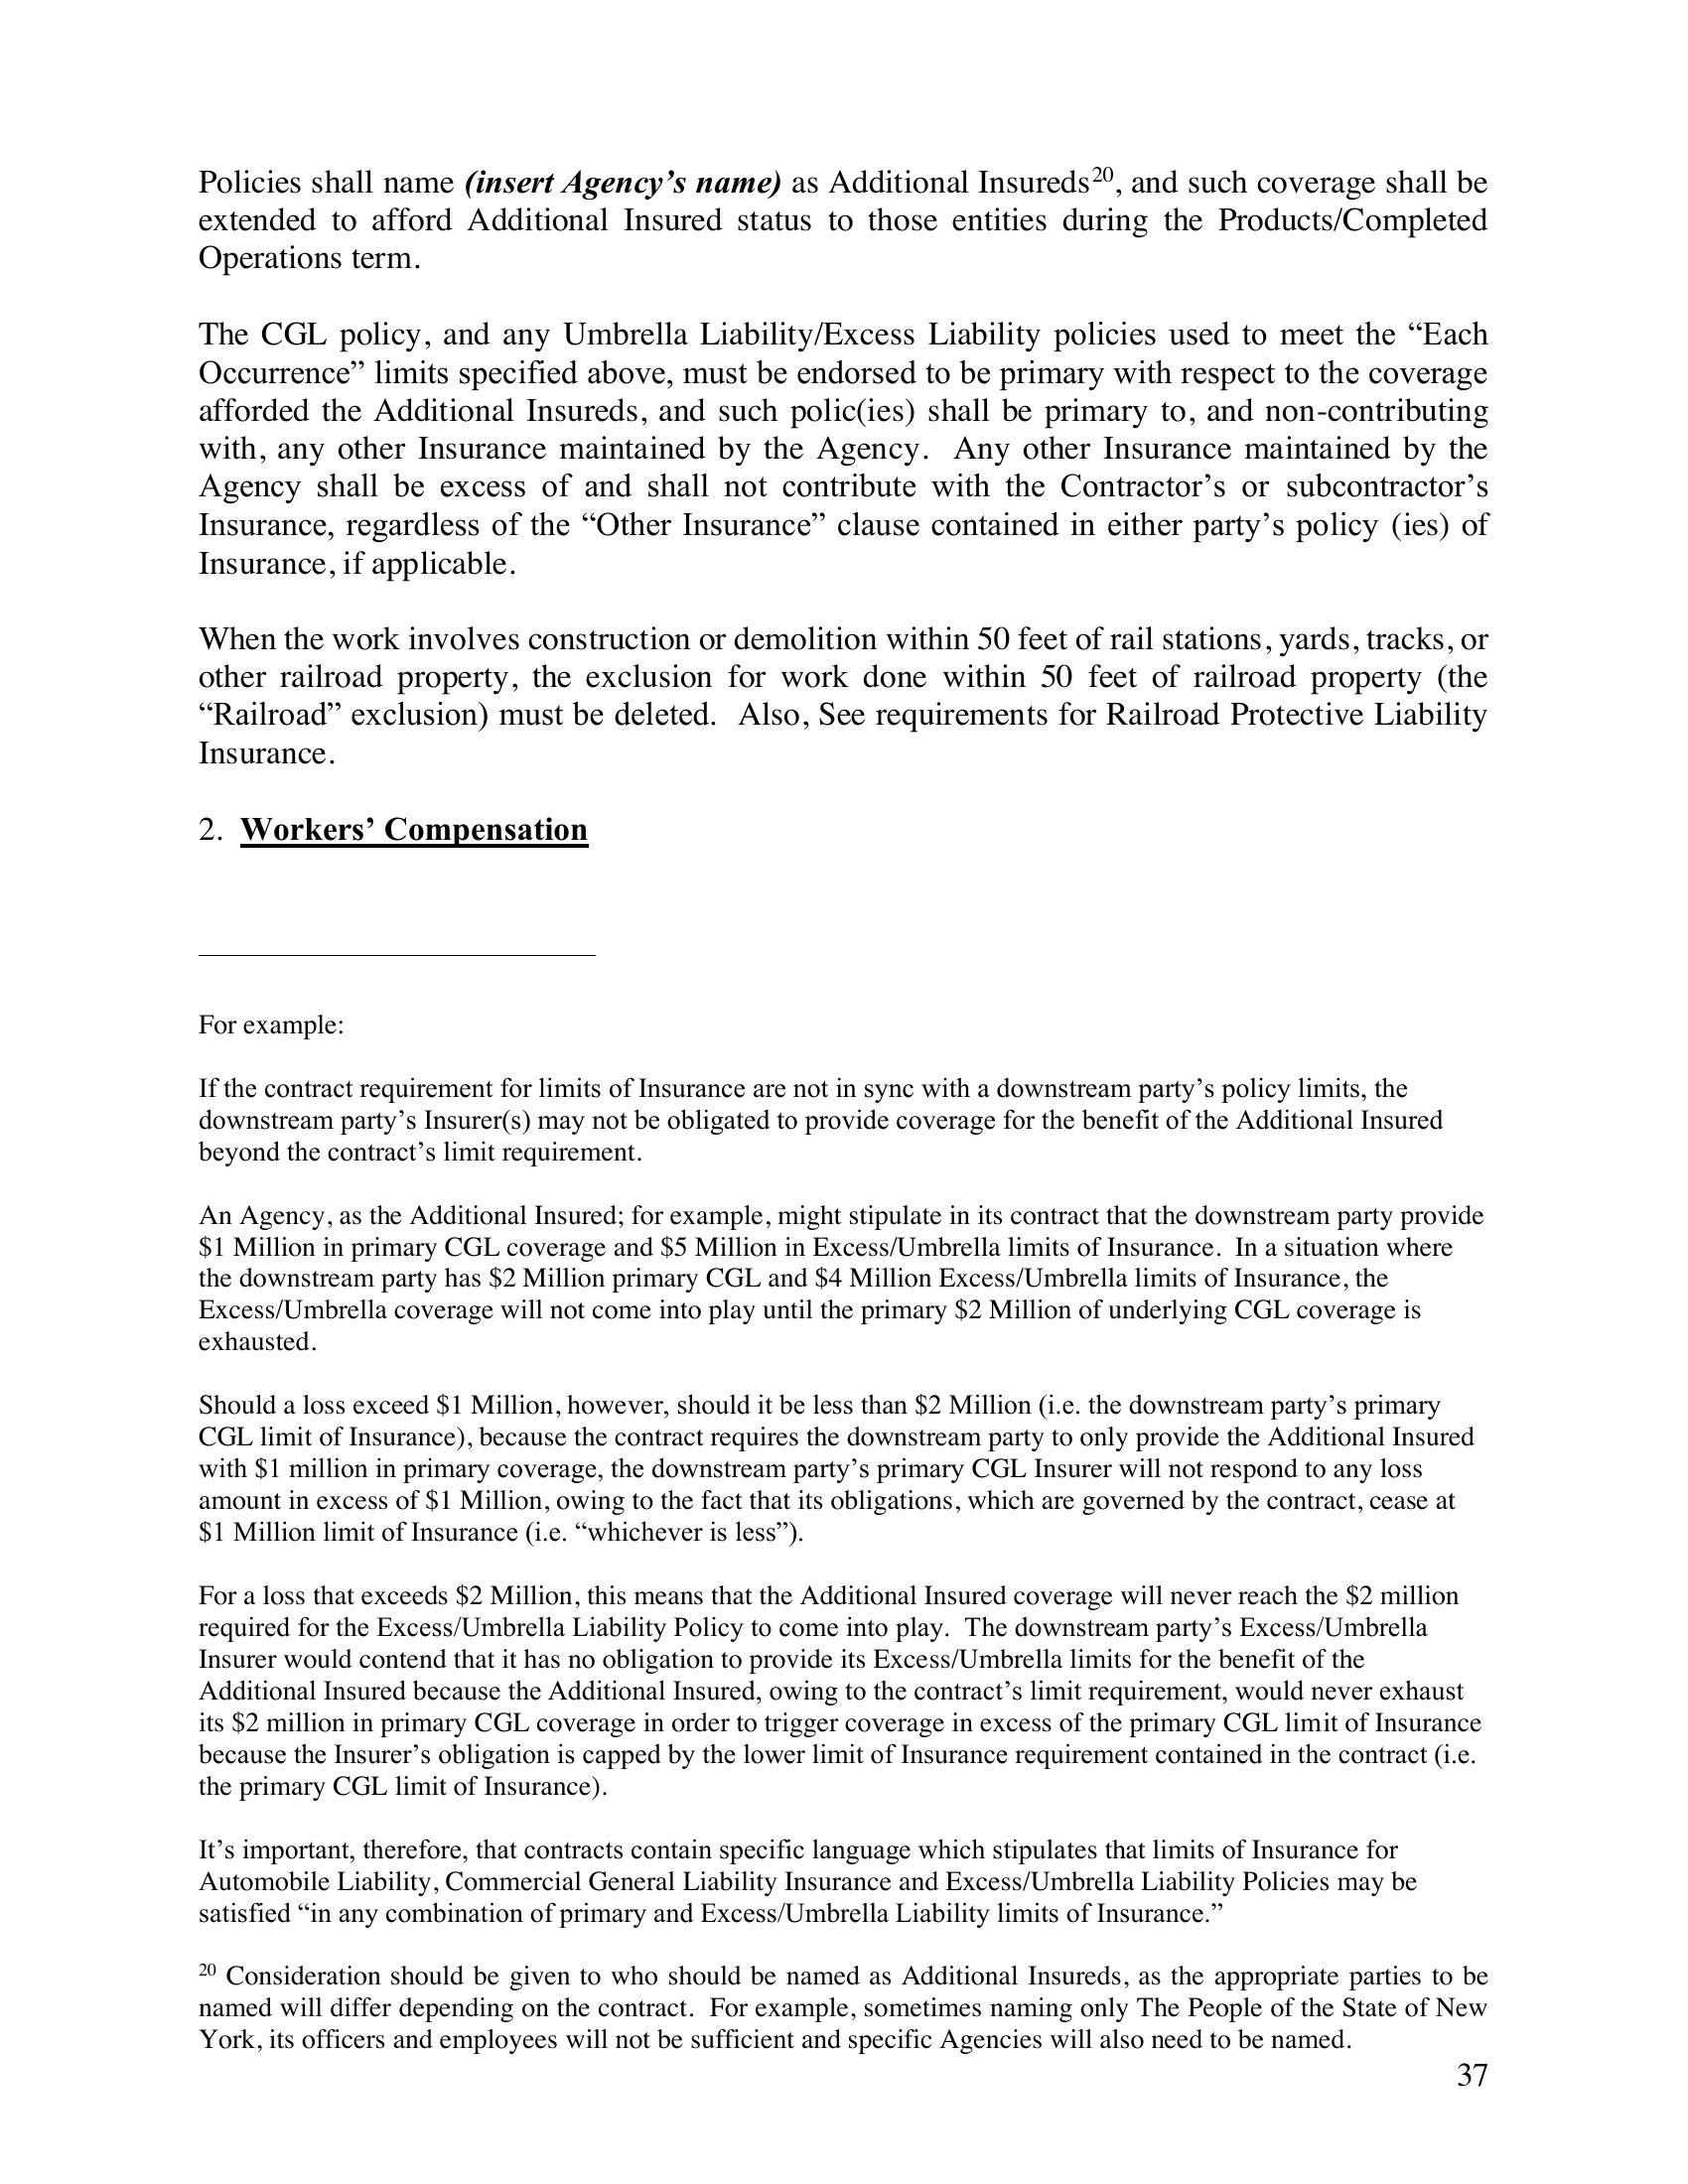 Policies shall name (insert Agency’s name) as Additional Insureds20, and such coverage shall be
extended to afford Additional Insured status to those entities during the Products/Completed
Operations term.
The CGL policy, and any Umbrella Liability/Excess Liability policies used to meet the “Each
Occurrence” limits specified above, must be endorsed to be primary with respect to the coverage
afforded the Additional Insureds, and such polic(ies) shall be primary to, and non-contributing
with, any other Insurance maintained by the Agency.  Any other Insurance maintained by the
Agency shall be excess of and shall not contribute with the Contractor’s or subcontractor’s
Insurance, regardless of the “Other Insurance” clause contained in either party’s policy (ies) of
Insurance, if applicable.
When the work involves construction or demolition within 50 feet of rail stations, yards, tracks, or
other railroad property, the exclusion for work done within 50 feet of railroad property (the
“Railroad” exclusion) must be deleted.  Also, See requirements for Railroad Protective Liability
Insurance.
2.  Workers’ Compensation
For example:
If the contract requirement for limits of Insurance are not in sync with a downstream party’s policy limits, the
downstream party’s Insurer(s) may not be obligated to provide coverage for the benefit of the Additional Insured
beyond the contract’s limit requirement.
An Agency, as the Additional Insured; for example, might stipulate in its contract that the downstream party provide
$1 Million in primary CGL coverage and $5 Million in Excess/Umbrella limits of Insurance.  In a situation where
the downstream party has $2 Million primary CGL and $4 Million Excess/Umbrella limits of Insurance, the
Excess/Umbrella coverage will not come into play until the primary $2 Million of underlying CGL coverage is
exhausted.
Should a loss exceed $1 Million, however, should it be less than $2 Million (i.e. the downstream party’s primary
CGL limit of Insurance), because the contract requires the downstream party to only provide the Additional Insured
with $1 million in primary coverage, the downstream party’s primary CGL Insurer will not respond to any loss
amount in excess of $1 Million, owing to the fact that its obligations, which are governed by the contract, cease at
$1 Million limit of Insurance (i.e. “whichever is less”).
For a loss that exceeds $2 Million, this means that the Additional Insured coverage will never reach the $2 million
required for the Excess/Umbrella Liability Policy to come into play.  The downstream party’s Excess/Umbrella
Insurer would contend that it has no obligation to provide its Excess/Umbrella limits for the benefit of the
Additional Insured because the Additional Insured, owing to the contract’s limit requirement, would never exhaust
its $2 million in primary CGL coverage in order to trigger coverage in excess of the primary CGL limit of Insurance
because the Insurer’s obligation is capped by the lower limit of Insurance requirement contained in the contract (i.e.
the primary CGL limit of Insurance).
It’s important, therefore, that contracts contain specific language which stipulates that limits of Insurance for
Automobile Liability, Commercial General Liability Insurance and Excess/Umbrella Liability Policies may be
satisfied “in any combination of primary and Excess/Umbrella Liability limits of Insurance.”
20 Consideration should be given to who should be named as Additional Insureds, as the appropriate parties to be
named will differ depending on the contract.  For example, sometimes naming only The People of the State of New
York, its officers and employees will not be sufficient and specific Agencies will also need to be named.
37